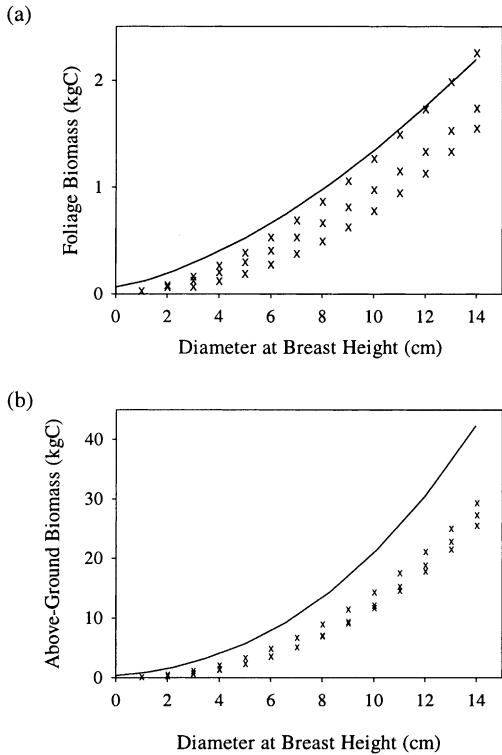 (a)
2
1
0
Foliage Biomass (kgC)
0 2 4 6 8 10 12 14
Diameter at Breast Height (cm)
(b)
40
30
20
10
0
Above-Ground Biomass (kgC)
0 2 4 6 8 10 12 14
Diameter at Breast Height (cm)